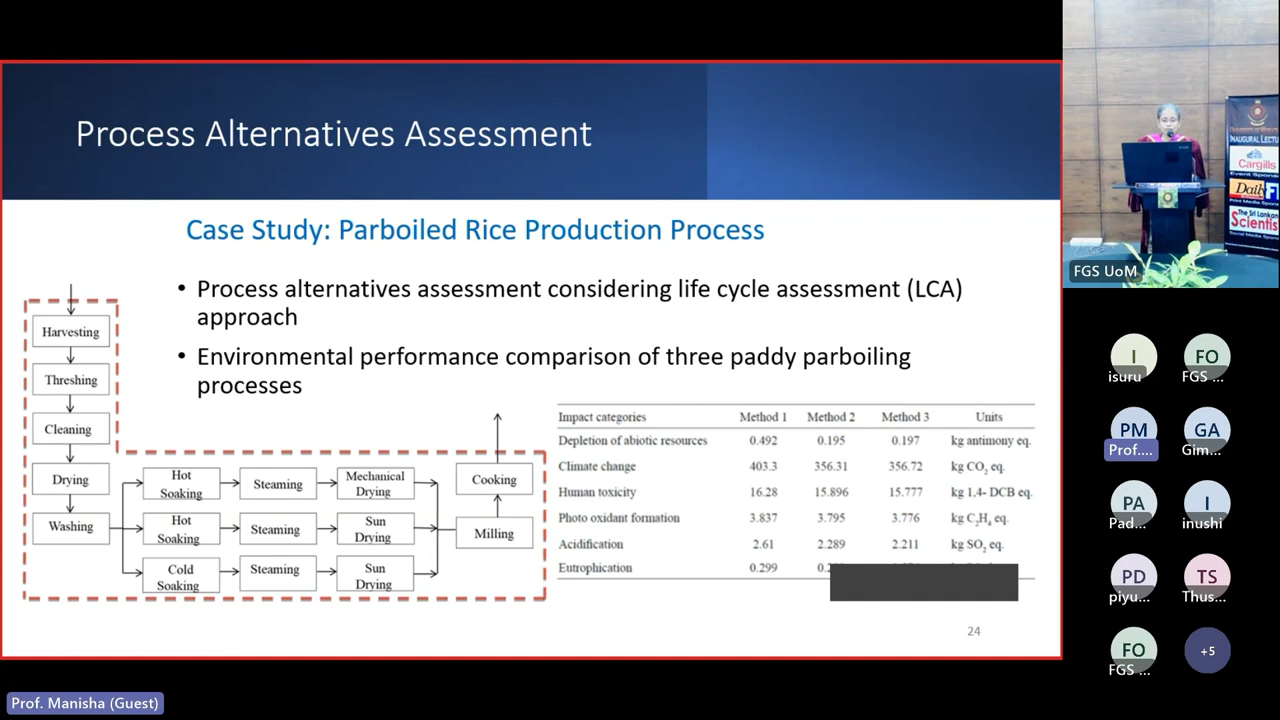 Process Alternatives Assessment
Case Study: Parboiled Rice Production Process
• Process alternatives assessment considering life cycle assessment (LCA)
approach
• Environmental performance comparison of three paddy parboiling
processes
Harvesting
Threshing
Cleaning
Drying
Washing
Hot
Soaking
Steaming
Mechanical
Drying
Hot
Soaking
Steaming
Sun
Drying
Cold
Soaking
Steaming
Sun
Drying
Cooking
Milling
Impact categories Method 1 Method 2 Method 3 Units
Depletion of abiotic resources 0.492 0.195 0.197 kg antimony eq.
Climate change 403.3 356.31 356.72 kg CO₂ eq.
Human toxicity 16.28 15.896 15.777 kg 1.4- DCB eq.
Photo oxidant formation 3.837 3.795 3.776 kg C₂H₄ eq.
Acidification 2.61 2.289 2.211 kg SO₂ eq.
Eutrophication 0.299
24
INAUGURAL
Cargills
Daily
The Sri Lankan
Scientis
FGS UoM
I
isuru
FO
FGS ...
PM
Prof....
GA
Gim...
PA
Pad...
I
inushi
PD
piyu...
TS
Thus...
FO
FGS ...
+5
Prof. Manisha (Guest)